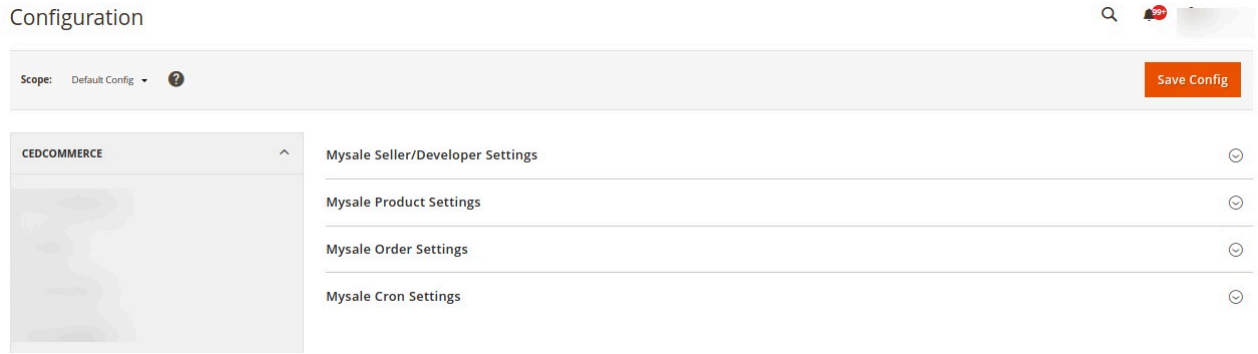 Configuration
99+
Scope: Default Config ?
Save Config
CEDCOMMERCE
Mysale Seller/Developer Settings
Mysale Product Settings
Mysale Order Settings
Mysale Cron Settings